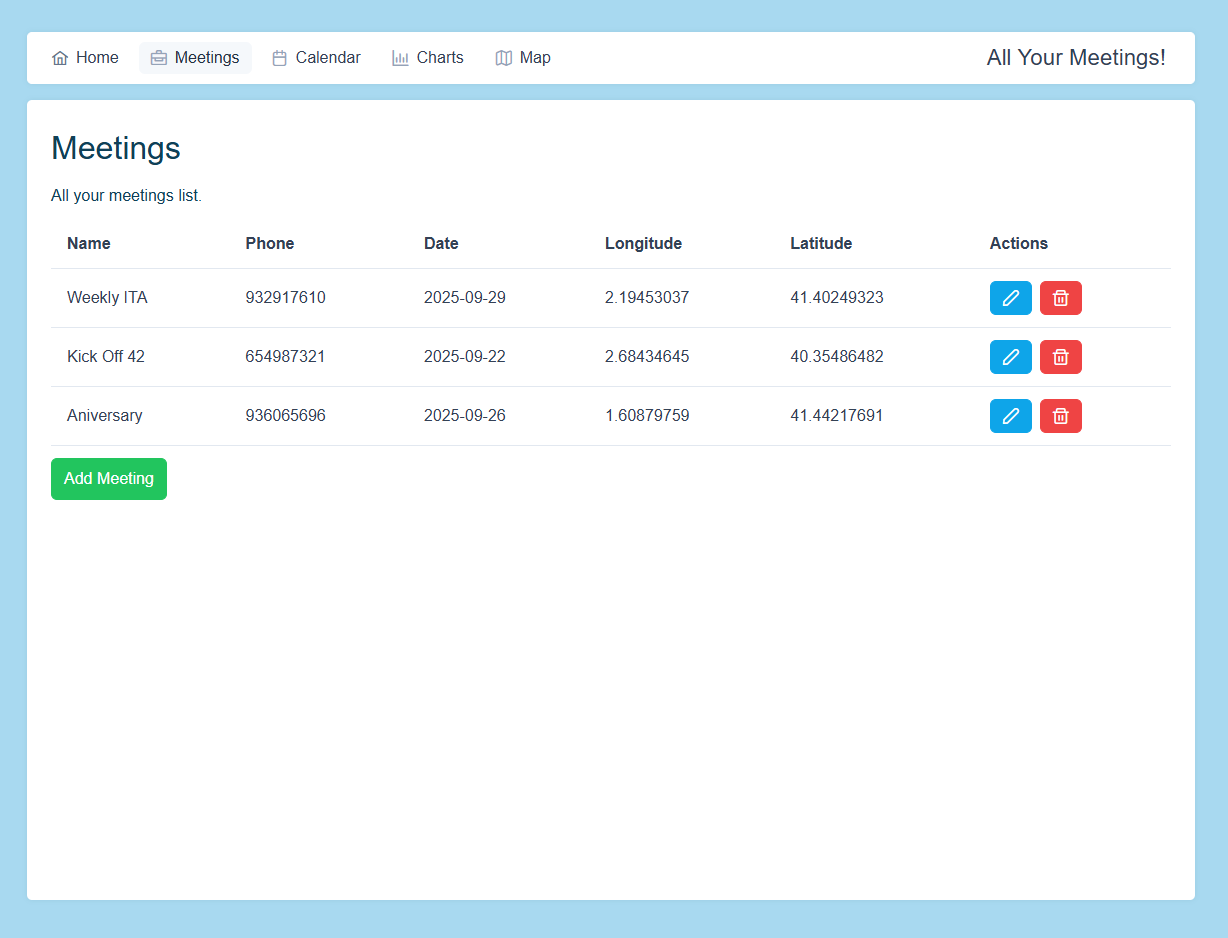 Home Meetings Calendar Charts Map All Your Meetings!
Meetings
All your meetings list.
Name Phone Date Longitude Latitude Actions
Weekly ITA 932917610 2025-09-29 2.19453037 41.40249323
Kick Off 42 654987321 2025-09-22 2.68434645 40.35486482
Aniversary 936065696 2025-09-26 1.60879759 41.44217691
Add Meeting